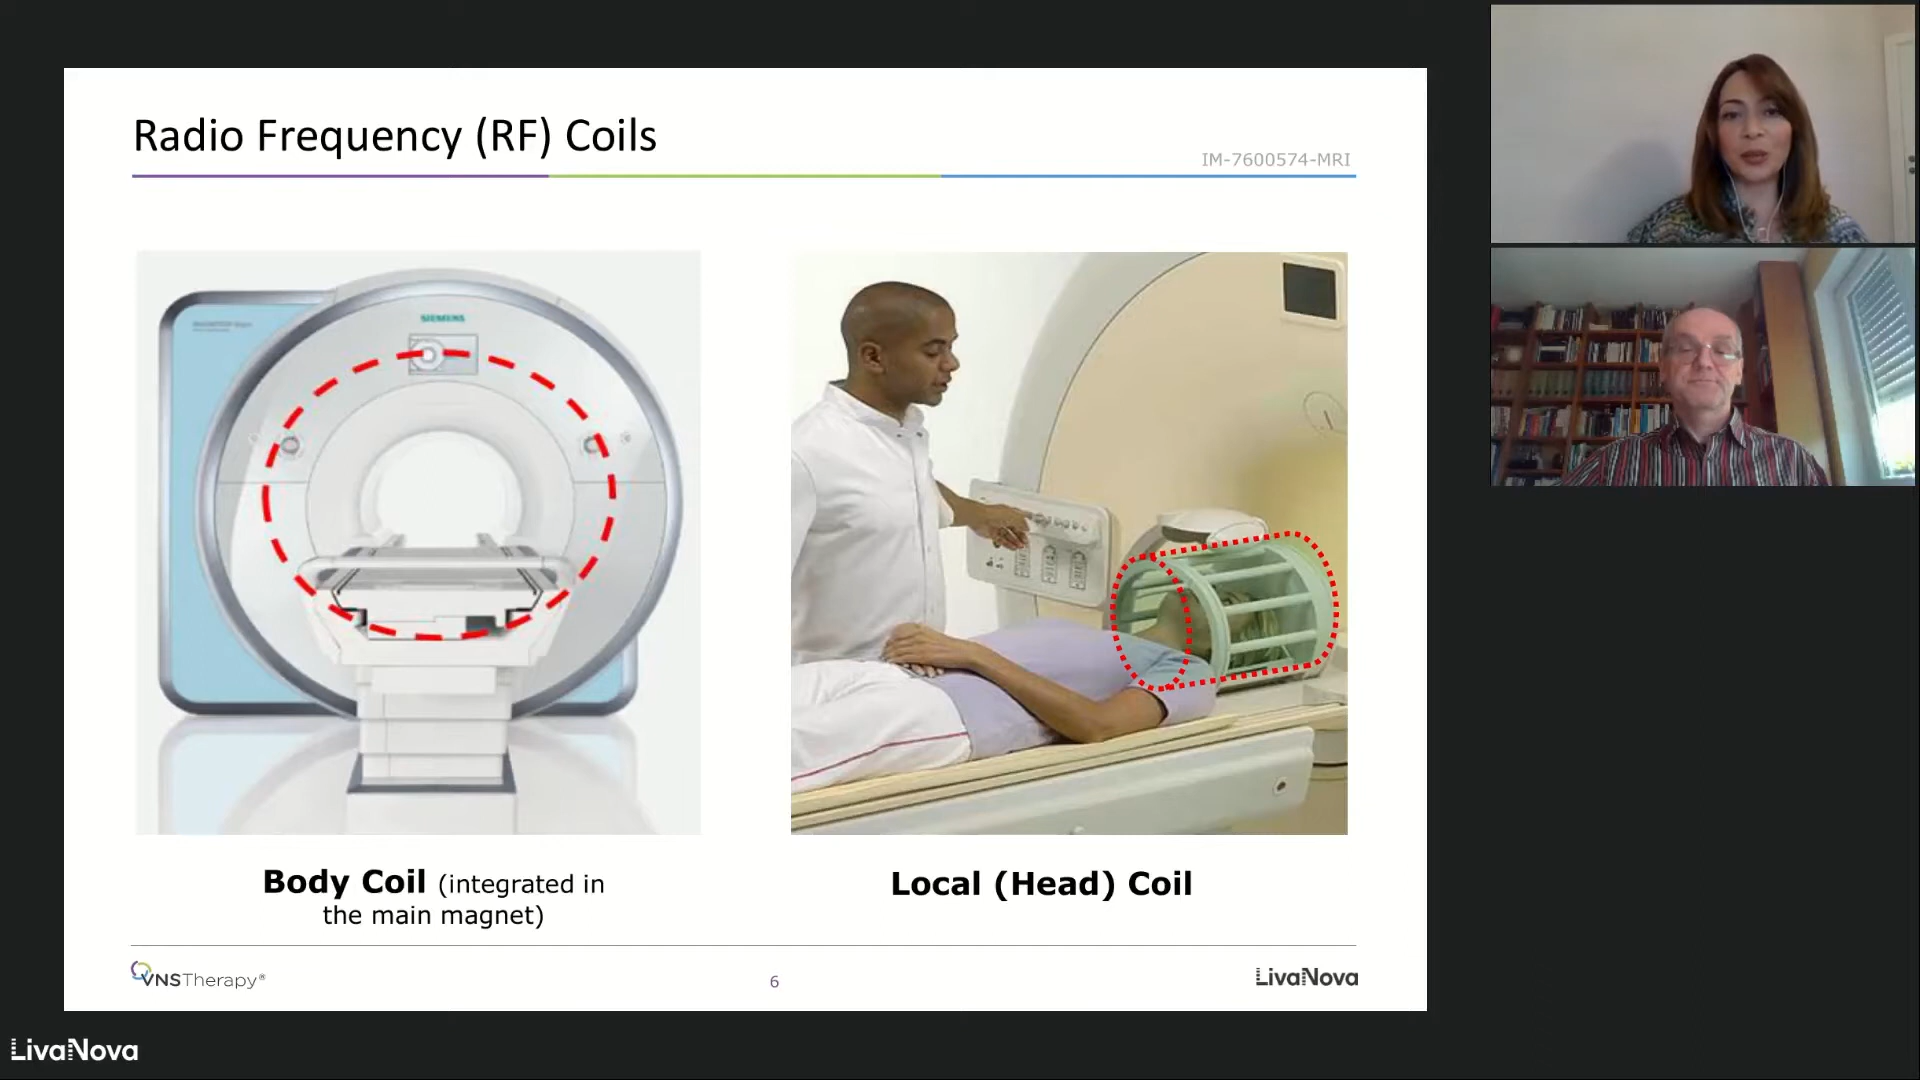 Radio Frequency (RF) Coils
IM-7600574-MRI
SIEMENS
Body Coil (integrated in
the main magnet)
Local (Head) Coil
VNSTherapy®
6
LivaNova
LivaNova